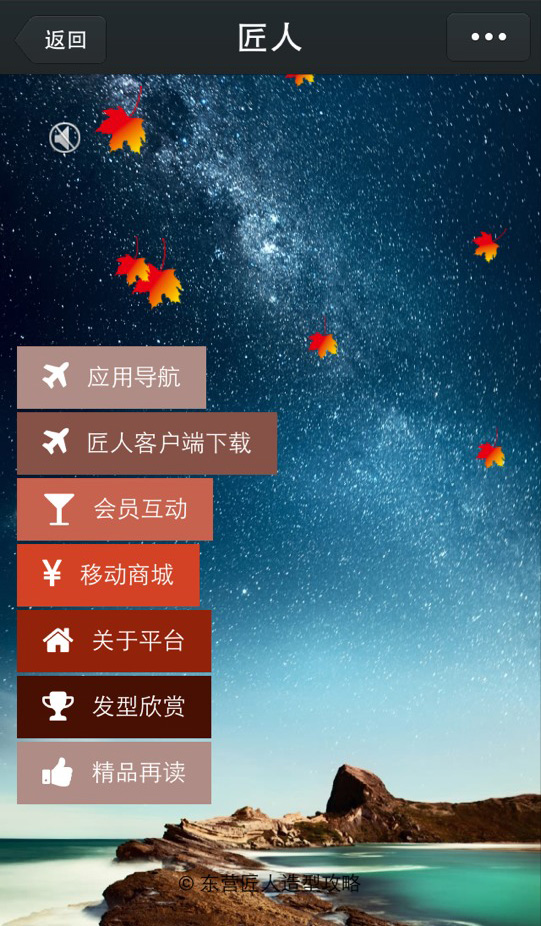 返回
匠人
应用导航
匠人客户端下载
会员互动
¥ 移动商城
关于平台
发型欣赏
精品再读
© 东营匠人造型攻略